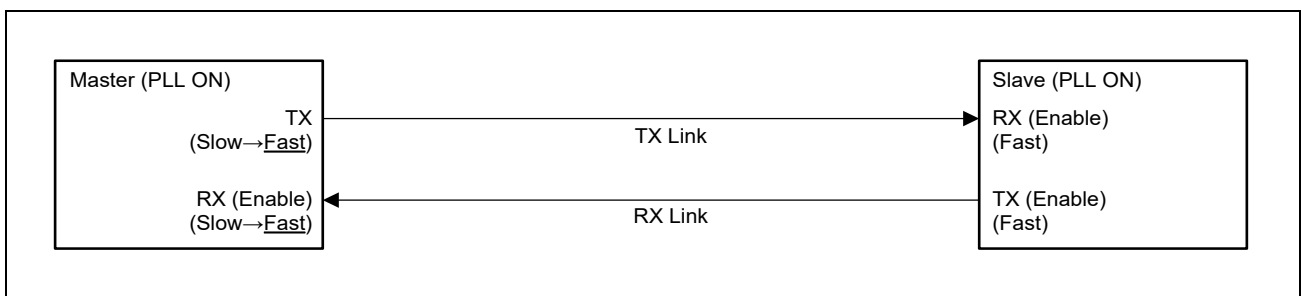 Master (PLL ON)
TX
(Slow→Fast)
RX (Enable)
(Slow→Fast)
TX Link
RX Link
Slave (PLL ON)
RX (Enable)
(Fast)
TX (Enable)
(Fast)